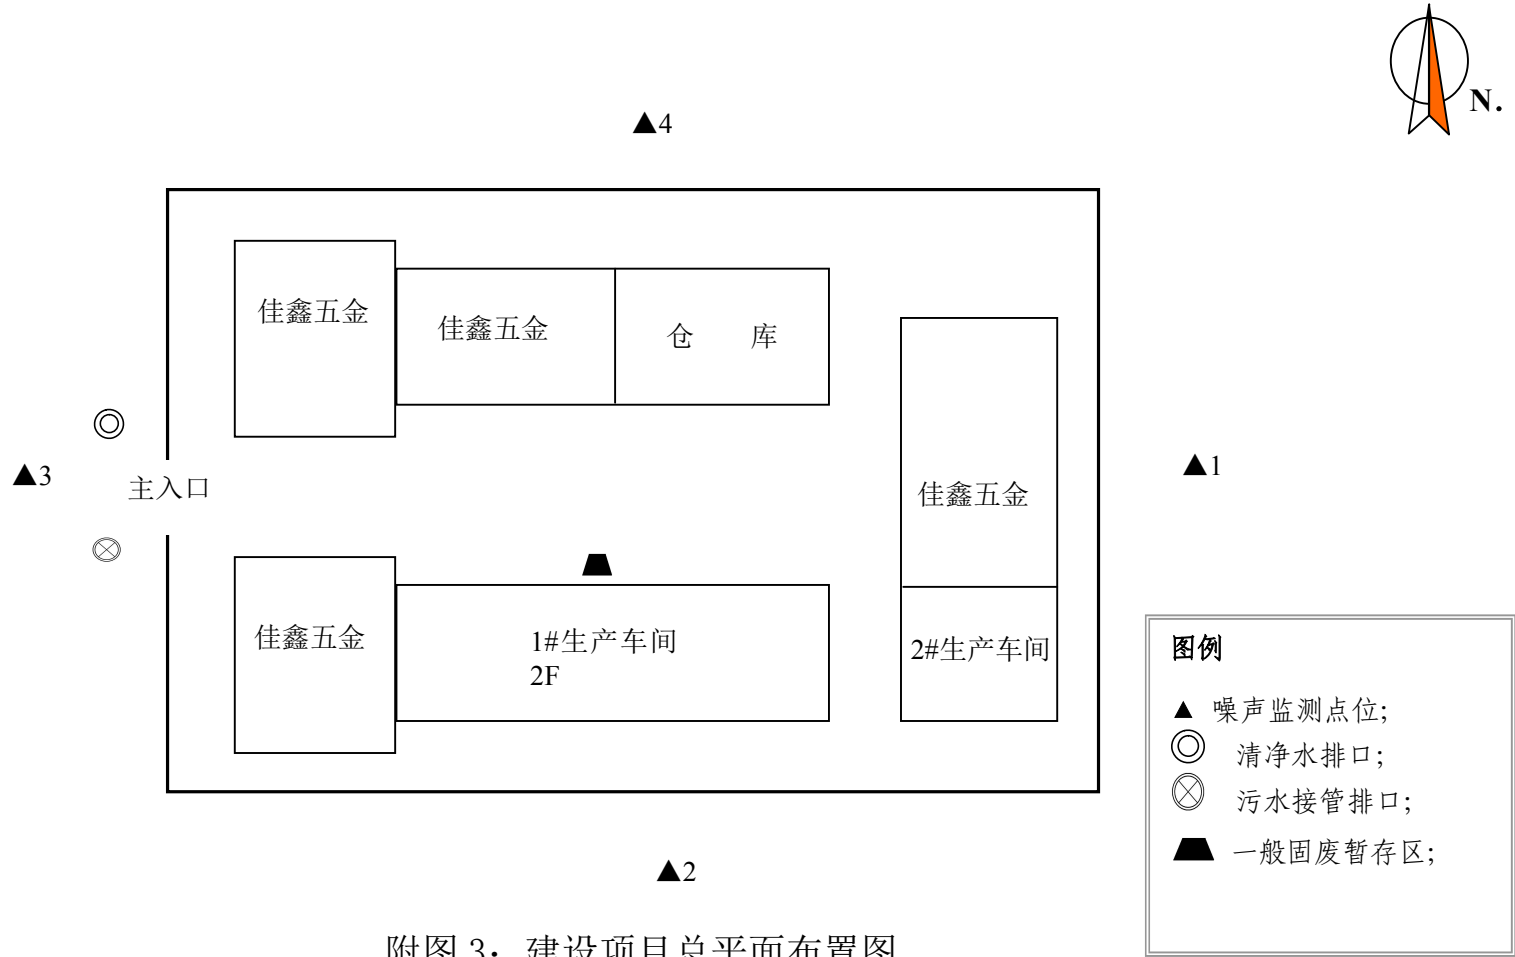 N.
▲4
佳鑫五金
佳鑫五金
仓 库
▲3
主入口
▲1
佳鑫五金
佳鑫五金
1#生产车间
2F
2#生产车间
图例
▲ 噪声监测点位;
清净水排口;
污水接管排口;
一般固废暂存区;
▲2
附图 3：建设项目总平面布置图